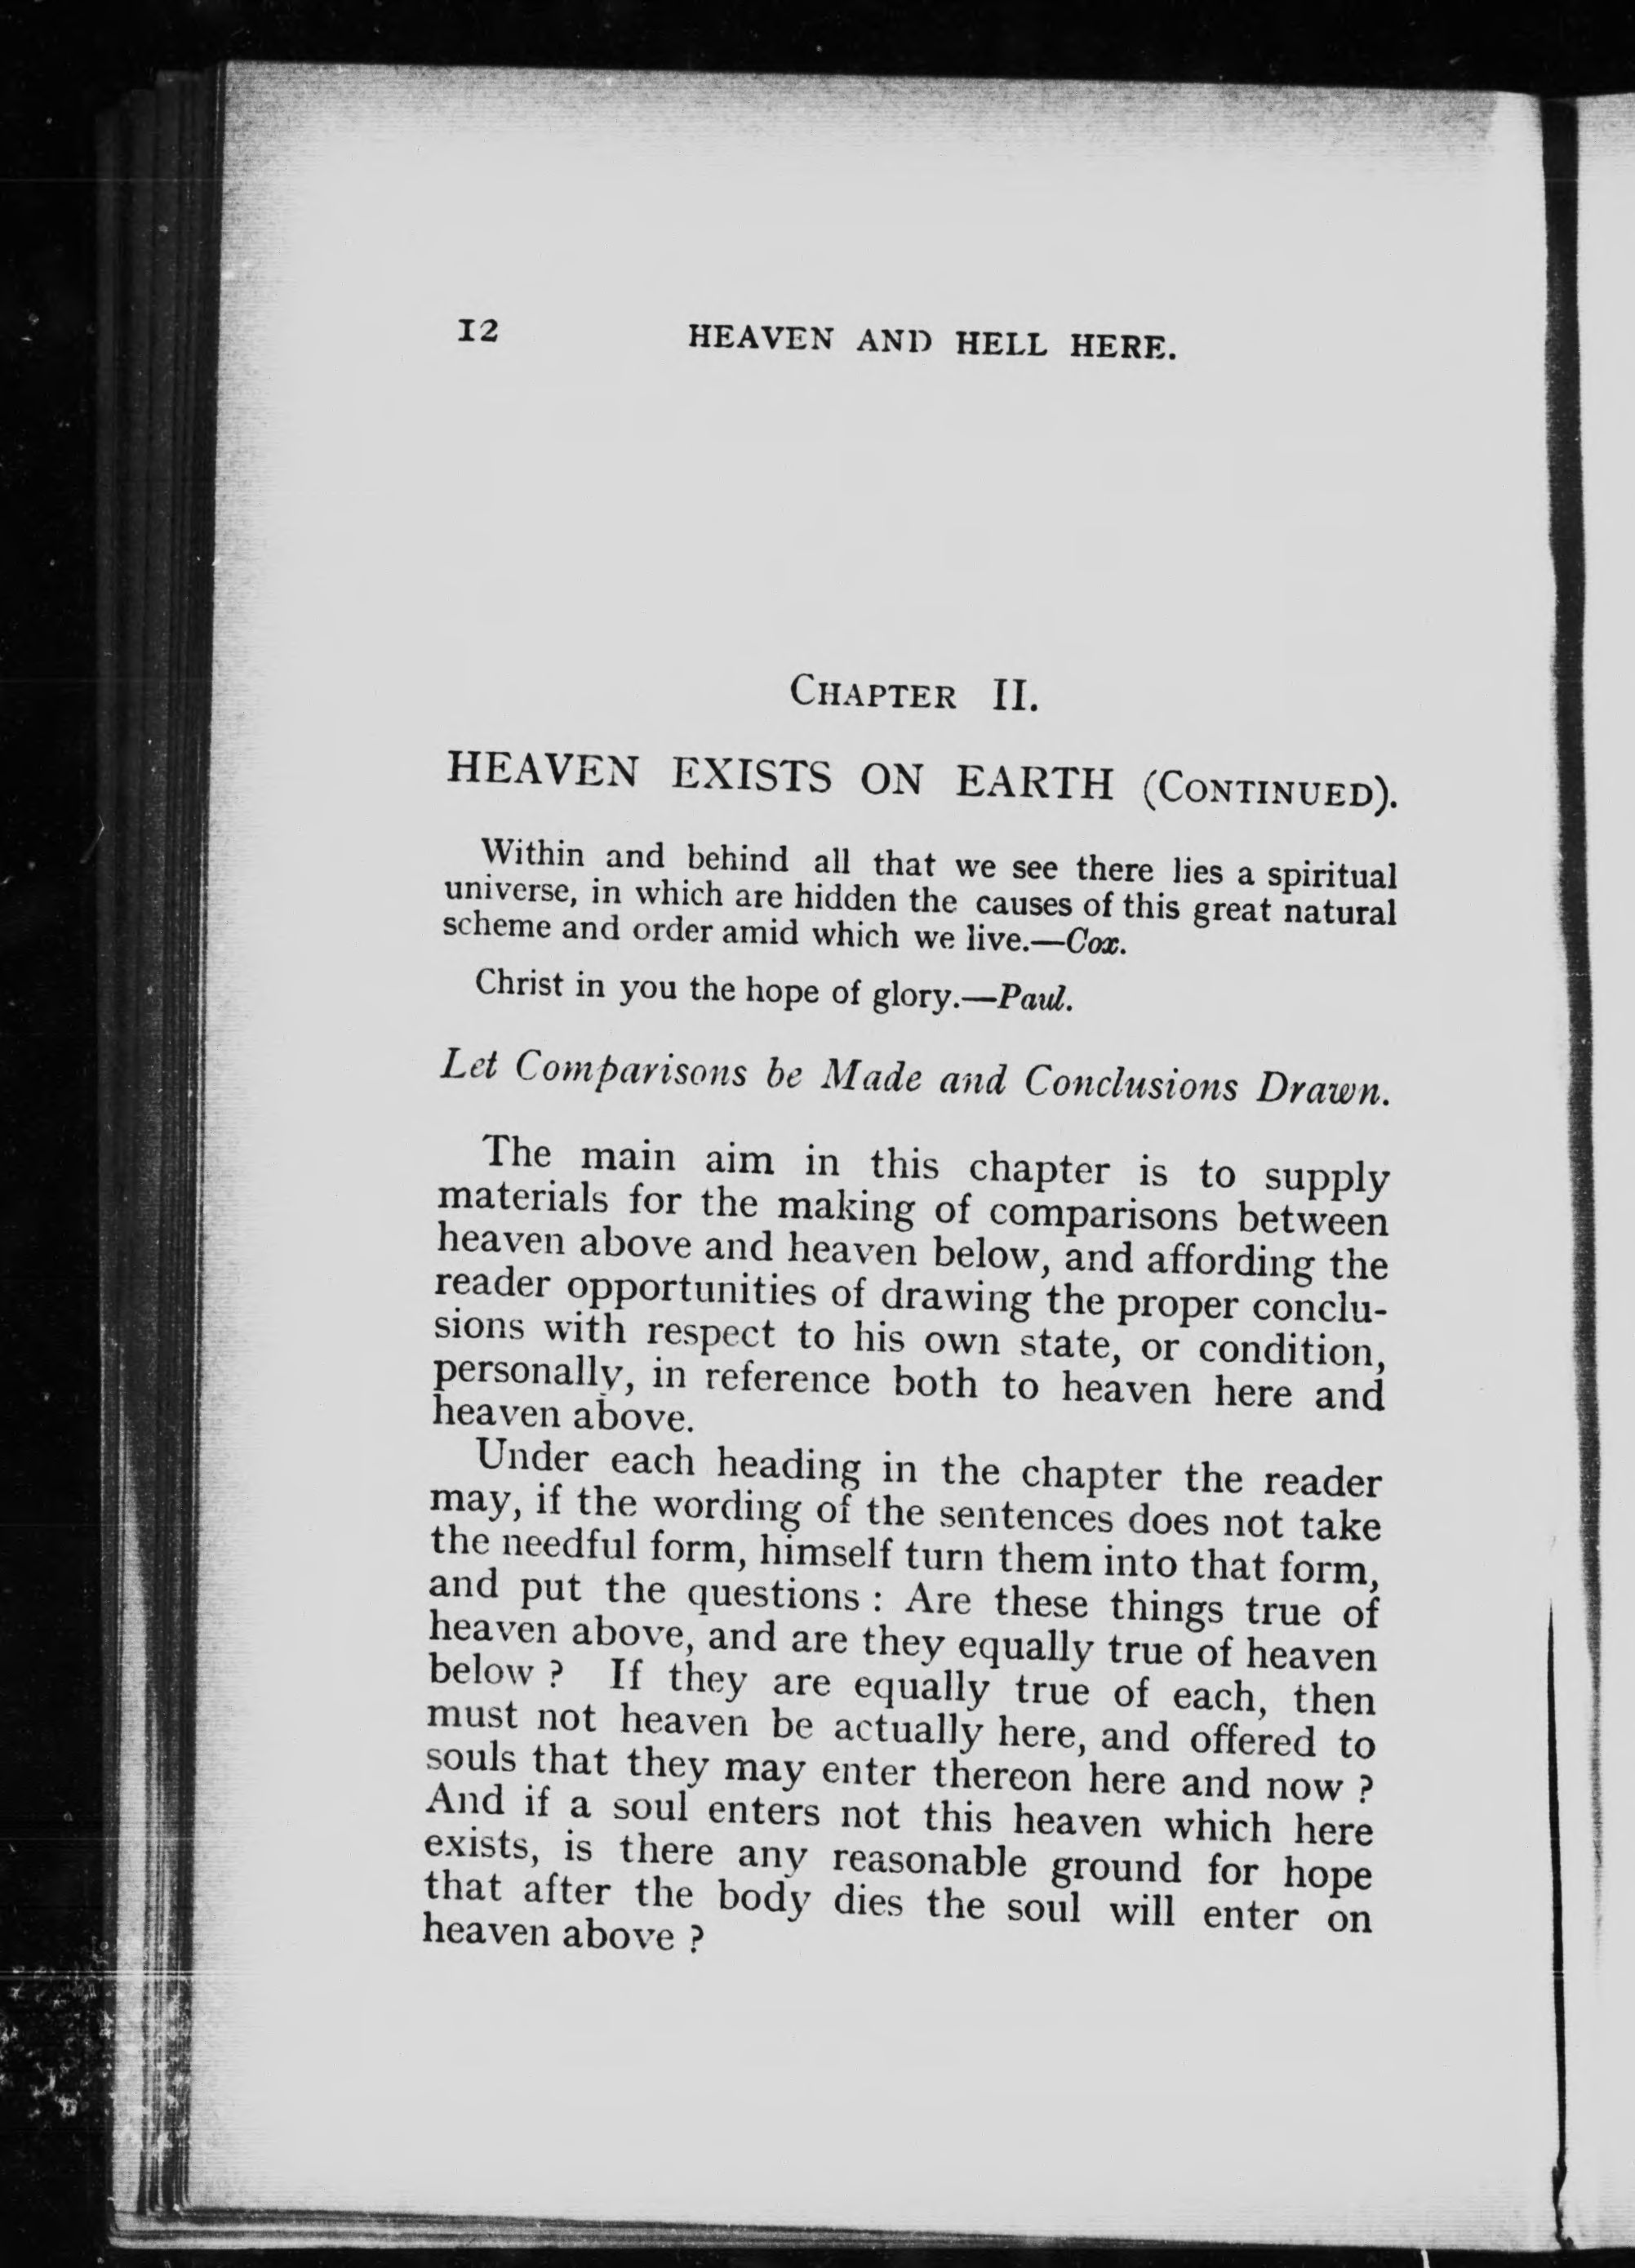 12 HEAVEN AND HELL HERE.
CHAPTER II.
HEAVEN EXISTS ON EARTH (CONTINUED).
Within and behind all that we see there lies a spiritual
universe, in which are hidden the causes of this great natural
scheme and order amid which we live.—Cox.
Christ in you the hope of glory.—Paul.
Let Comparisons be Made and Conclusions Drawn.
The main aim in this chapter is to supply
materials for the making of comparisons between
heaven above and heaven below, and affording the
reader opportunities of drawing the proper conclu-
sions with respect to his own state, or condition,
personally, in reference both to heaven here and
heaven above.
Under each heading in the chapter the reader
may, if the wording of the sentences does not take
the needful form, himself turn them into that form,
and put the questions : Are these things true of
heaven above, and are they equally true of heaven
below ? If they are equally true of each, then
must not heaven be actually here, and offered to
souls that they may enter thereon here and now ?
And if a soul enters not this heaven which here
exists, is there any reasonable ground for hope
that after the body dies the soul will enter on
heaven above ?